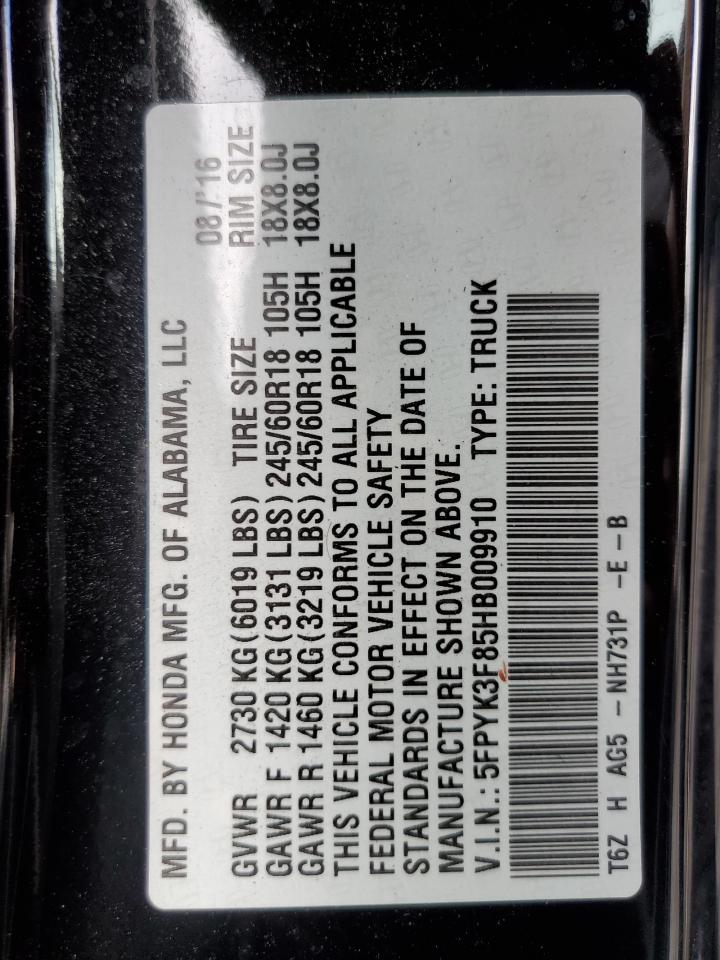 MFD. BY HONDA MFG. OF ALABAMA, LLC
08/'16
GVWR 2730 KG(6019 LBS) TIRE SIZE RIM SIZE
GAWR F 1420 KG(3131 LBS)245/60R18 105H 18X8.0J
GAWR R 1460 KG(3219 LBS)245/60R18 105H 18X8.0J
THIS VEHICLE CONFORMS TO ALL APPLICABLE
FEDERAL MOTOR VEHICLE SAFETY
STANDARDS IN EFFECT ON THE DATE OF
MANUFACTURE SHOWN ABOVE.
V.I.N.: 5FPYK3F85HB009910 TYPE: TRUCK
T6Z H AG5 -NH731P -E -B